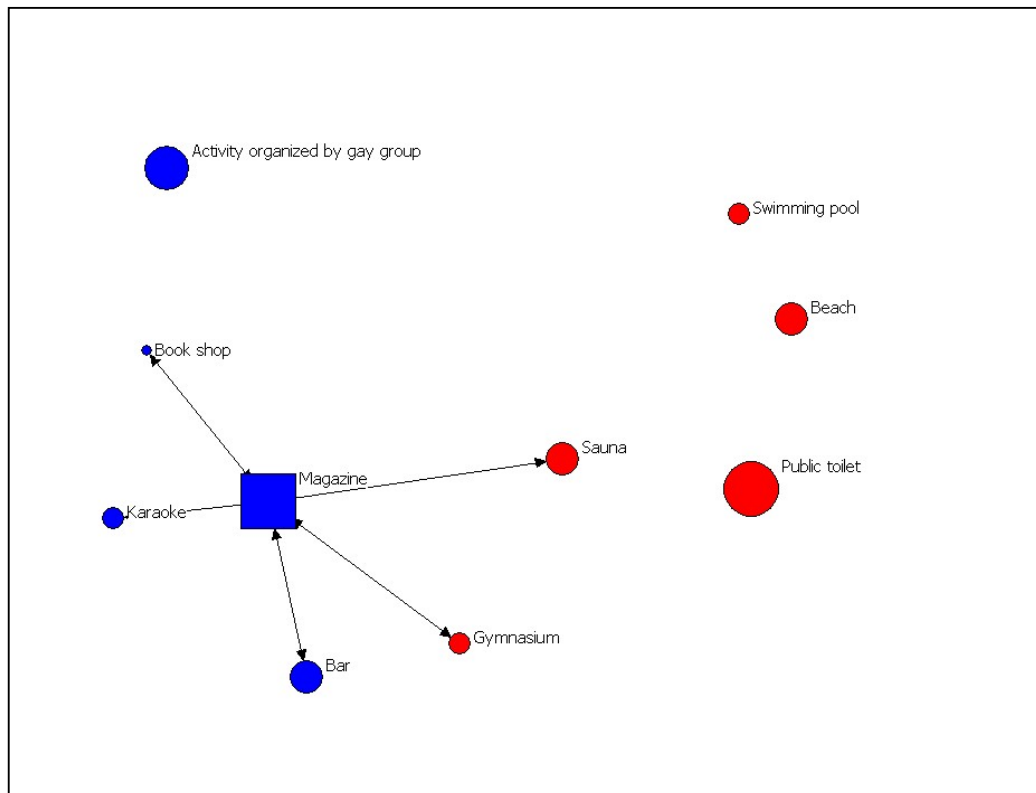 Activity organized by gay group
Swimming pool
Beach
Book shop
Sauna
Public toilet
Magazine
Karaoke
Gymnasium
Bar